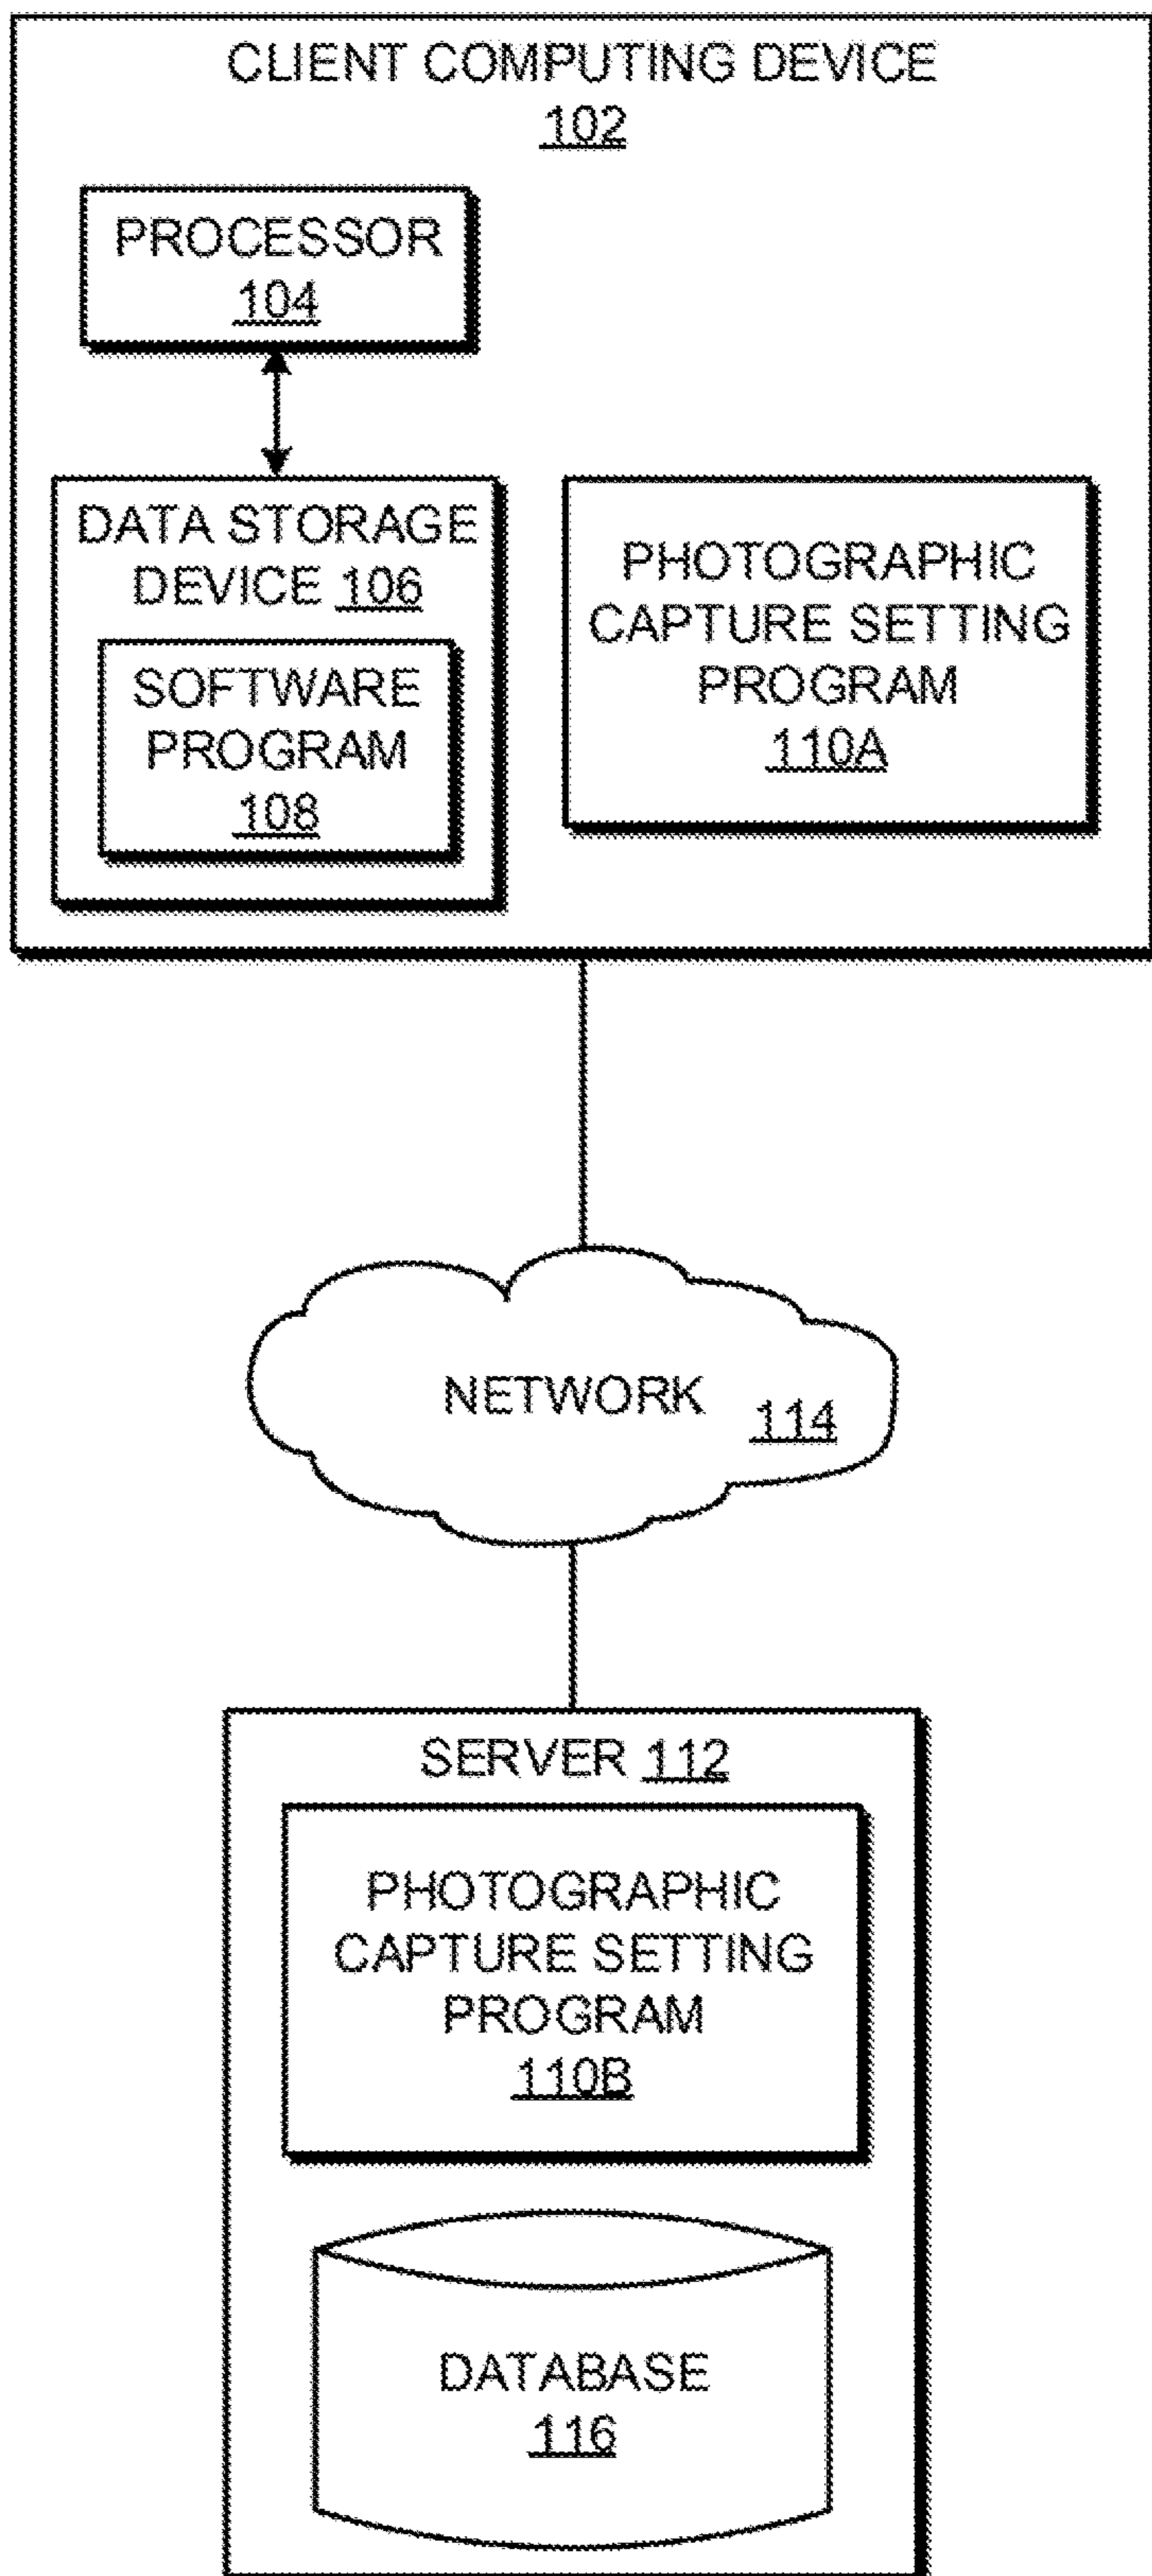 CLIENT COMPUTING DEVICE
102
PROCESSOR
104
DATA STORAGE
DEVICE 106
SOFTWARE
PROGRAM
108
PHOTOGRAPHIC
CAPTURE SETTING
PROGRAM
110A
NETWORK 114
SERVER 112
PHOTOGRAPHIC
CAPTURE SETTING
PROGRAM
110B
DATABASE
116